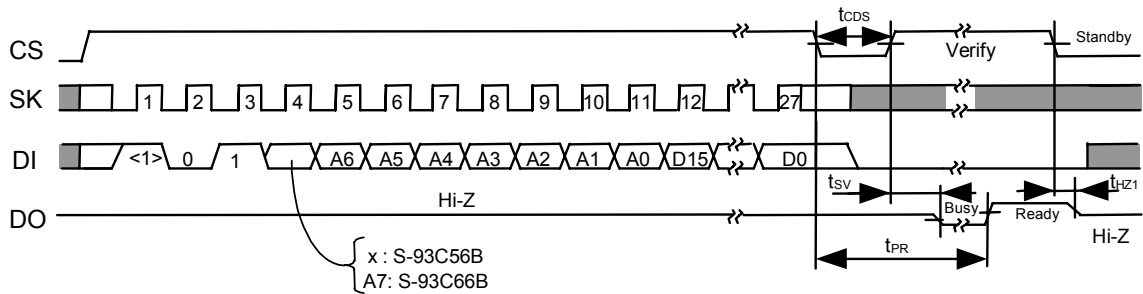 tCDS
CS Verify Standby
SK 1 2 3 4 5 6 7 8 9 10 11 12 27
DI <1> 0 1 A6 A5 A4 A3 A2 A1 A0 D15 D0
tSV tHZ1
Hi-Z Busy Ready
DO Hi-Z
tPR
x : S-93C56B
A7: S-93C66B